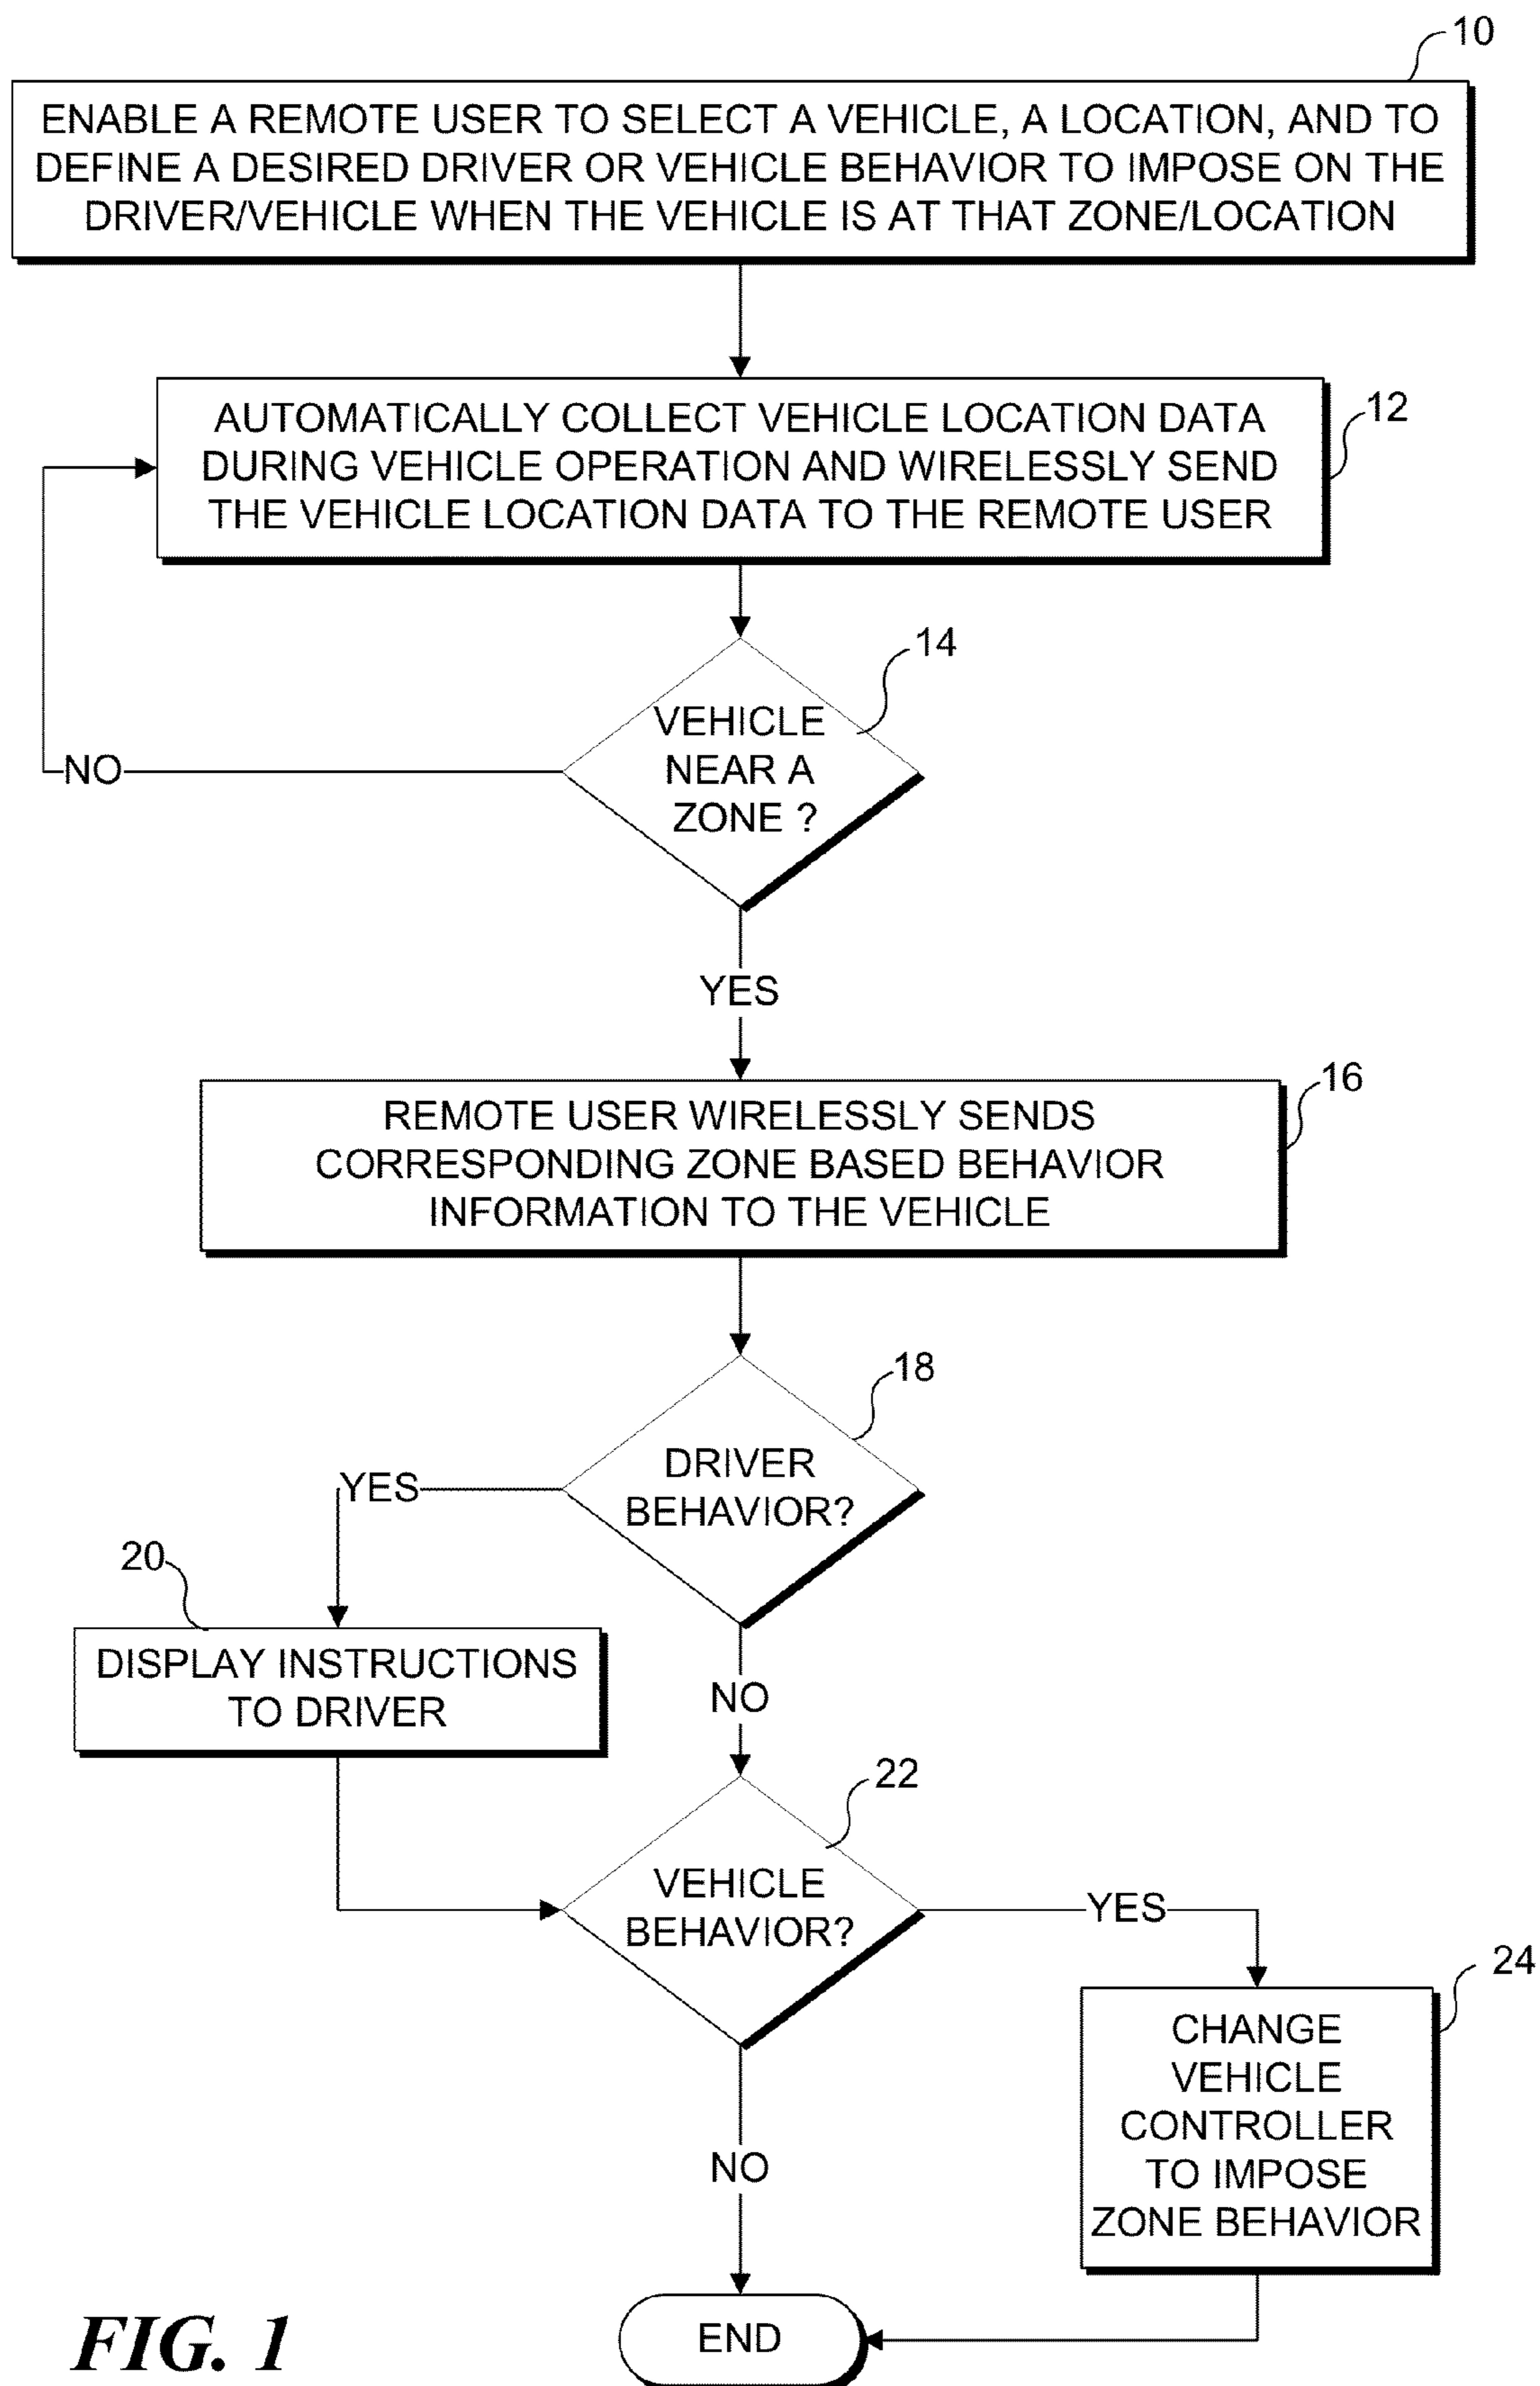 10
ENABLE A REMOTE USER TO SELECT A VEHICLE, A LOCATION, AND TO
DEFINE A DESIRED DRIVER OR VEHICLE BEHAVIOR TO IMPOSE ON THE
DRIVER/VEHICLE WHEN THE VEHICLE IS AT THAT ZONE/LOCATION
12
AUTOMATICALLY COLLECT VEHICLE LOCATION DATA
DURING VEHICLE OPERATION AND WIRELESSLY SEND
THE VEHICLE LOCATION DATA TO THE REMOTE USER
14
VEHICLE
NEAR A
ZONE ?
NO
YES
16
REMOTE USER WIRELESSLY SENDS
CORRESPONDING ZONE BASED BEHAVIOR
INFORMATION TO THE VEHICLE
18
DRIVER
BEHAVIOR?
YES
20
DISPLAY INSTRUCTIONS
TO DRIVER
NO
22
VEHICLE
BEHAVIOR?
YES
24
CHANGE
VEHICLE
CONTROLLER
TO IMPOSE
ZONE BEHAVIOR
NO
END
FIG. 1